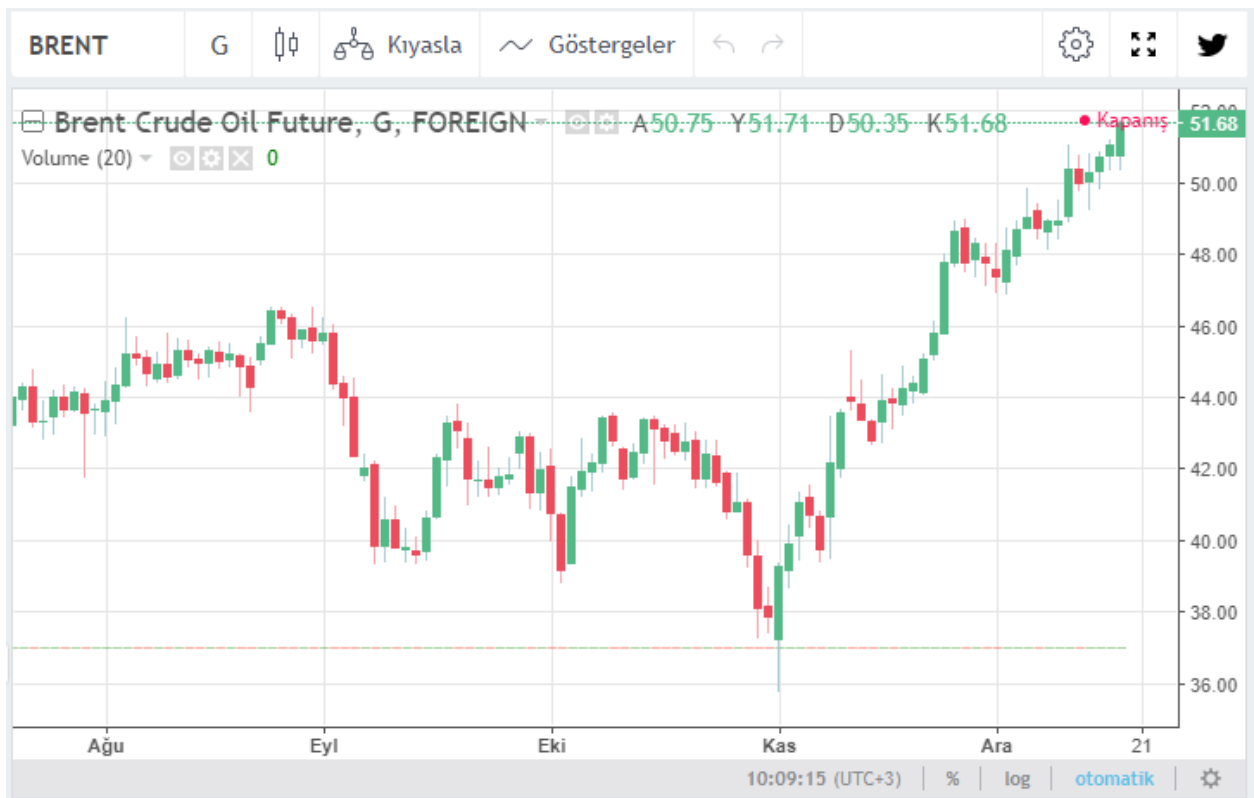 BRENT G Kıyasla Göstergeler
Brent Crude Oil Future, G, FOREIGN A50.75 Y51.71 D50.35 K51.68 Kapanış 51.68
Volume (20) 0
52.00
50.00
48.00
46.00
44.00
42.00
40.00
38.00
36.00
Ağu Eyl Eki Kas Ara 21
10:09:15 (UTC+3) % log otomatik